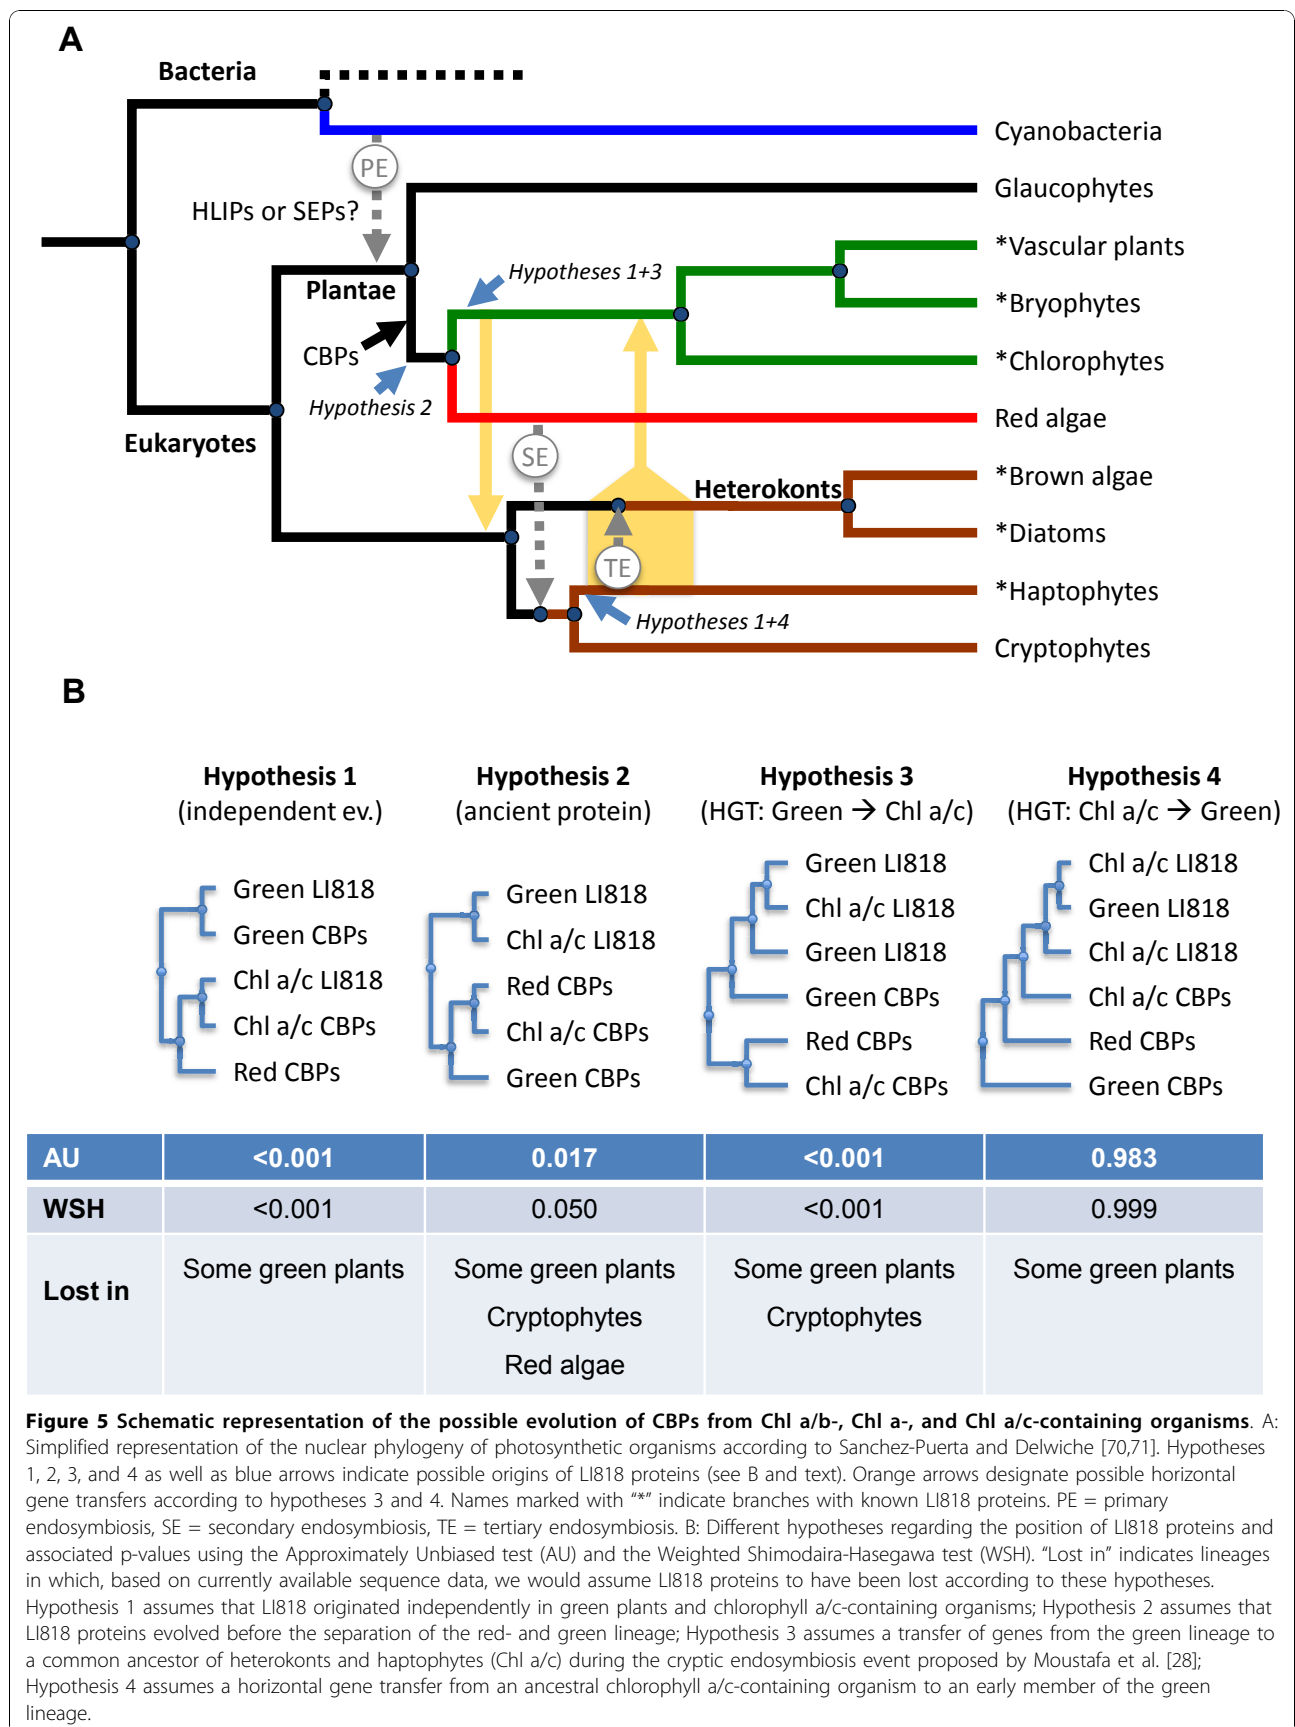 A
Bacteria
Cyanobacteria
PE
Glaucophytes
HLIPs or SEPs?
*Vascular plants
Hypotheses 1+3
Plantae
*Bryophytes
CBPs
*Chlorophytes
Hypothesis 2
Red algae
Eukaryotes
SE
*Brown algae
Heterokonts
*Diatoms
TE
*Haptophytes
Hypotheses 1+4
Cryptophytes
B
Hypothesis 1
(independent ev.)
Green LI818
Green CBPs
Chl a/c LI818
Chl a/c CBPs
Red CBPs
Hypothesis 2
(ancient protein)
Green LI818
Chl a/c LI818
Red CBPs
Chl a/c CBPs
Green CBPs
Hypothesis 3
(HGT: Green → Chl a/c)
Green LI818
Chl a/c LI818
Green LI818
Green CBPs
Red CBPs
Chl a/c CBPs
Hypothesis 4
(HGT: Chl a/c → Green)
Chl a/c LI818
Green LI818
Chl a/c LI818
Chl a/c CBPs
Red CBPs
Green CBPs
AU <0.001 0.017 <0.001 0.983
WSH <0.001 0.050 <0.001 0.999
Lost in
Some green plants Some green plants Some green plants Some green plants
Cryptophytes Cryptophytes
Red algae
Figure 5 Schematic representation of the possible evolution of CBPs from Chl a/b-, Chl a-, and Chl a/c-containing organisms. A:
Simplified representation of the nuclear phylogeny of photosynthetic organisms according to Sanchez-Puerta and Delwiche [70,71]. Hypotheses
1, 2, 3, and 4 as well as blue arrows indicate possible origins of LI818 proteins (see B and text). Orange arrows designate possible horizontal
gene transfers according to hypotheses 3 and 4. Names marked with “*” indicate branches with known LI818 proteins. PE = primary
endosymbiosis, SE = secondary endosymbiosis, TE = tertiary endosymbiosis. B: Different hypotheses regarding the position of LI818 proteins and
associated p-values using the Approximately Unbiased test (AU) and the Weighted Shimodaira-Hasegawa test (WSH). “Lost in” indicates lineages
in which, based on currently available sequence data, we would assume LI818 proteins to have been lost according to these hypotheses.
Hypothesis 1 assumes that LI818 originated independently in green plants and chlorophyll a/c-containing organisms; Hypothesis 2 assumes that
LI818 proteins evolved before the separation of the red- and green lineage; Hypothesis 3 assumes a transfer of genes from the green lineage to
a common ancestor of heterokonts and haptophytes (Chl a/c) during the cryptic endosymbiosis event proposed by Moustafa et al. [28];
Hypothesis 4 assumes a horizontal gene transfer from an ancestral chlorophyll a/c-containing organism to an early member of the green
lineage.